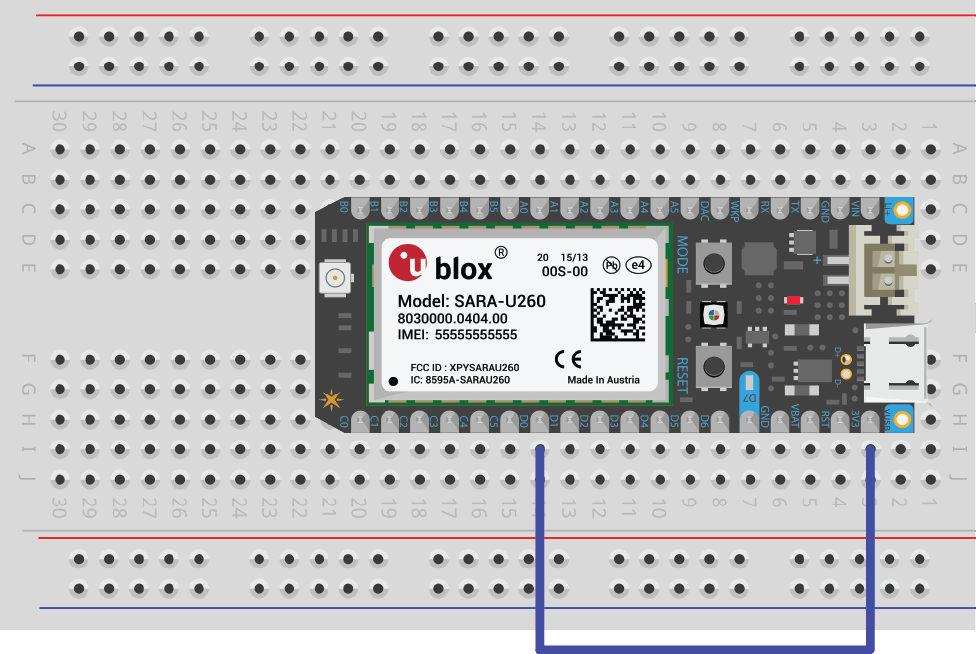 30 29 28 27 26 25 24 23 22 21 20 19 18 17 16 15 14 13 12 11 10 9 8 7 6 5 4 3 2 1
A A
B B
C B0 B1 B2 B3 B4 B5 A0 A1 A2 A3 A4 A5 DAC WKP RX TX GND VIN Li+ C
D D
E E
MODE
u blox ®
20 15/13
00S-00
Pb e4
Model: SARA-U260
8030000.0404.00
IMEI: 55555555555
+
CE
FCC ID : XPYSARAU260
IC: 8595A-SARAU260
Made In Austria
RESET
D+
D-
F F
G G
D7
H C0 C1 C2 C3 C4 C5 D0 D1 D2 D3 D4 D5 D6 GND VBAT RST 3V3 H
I I
J J
30 29 28 27 26 25 24 23 22 21 20 19 18 17 16 15 13 12 11 10 9 8 7 6 5 4 2 1